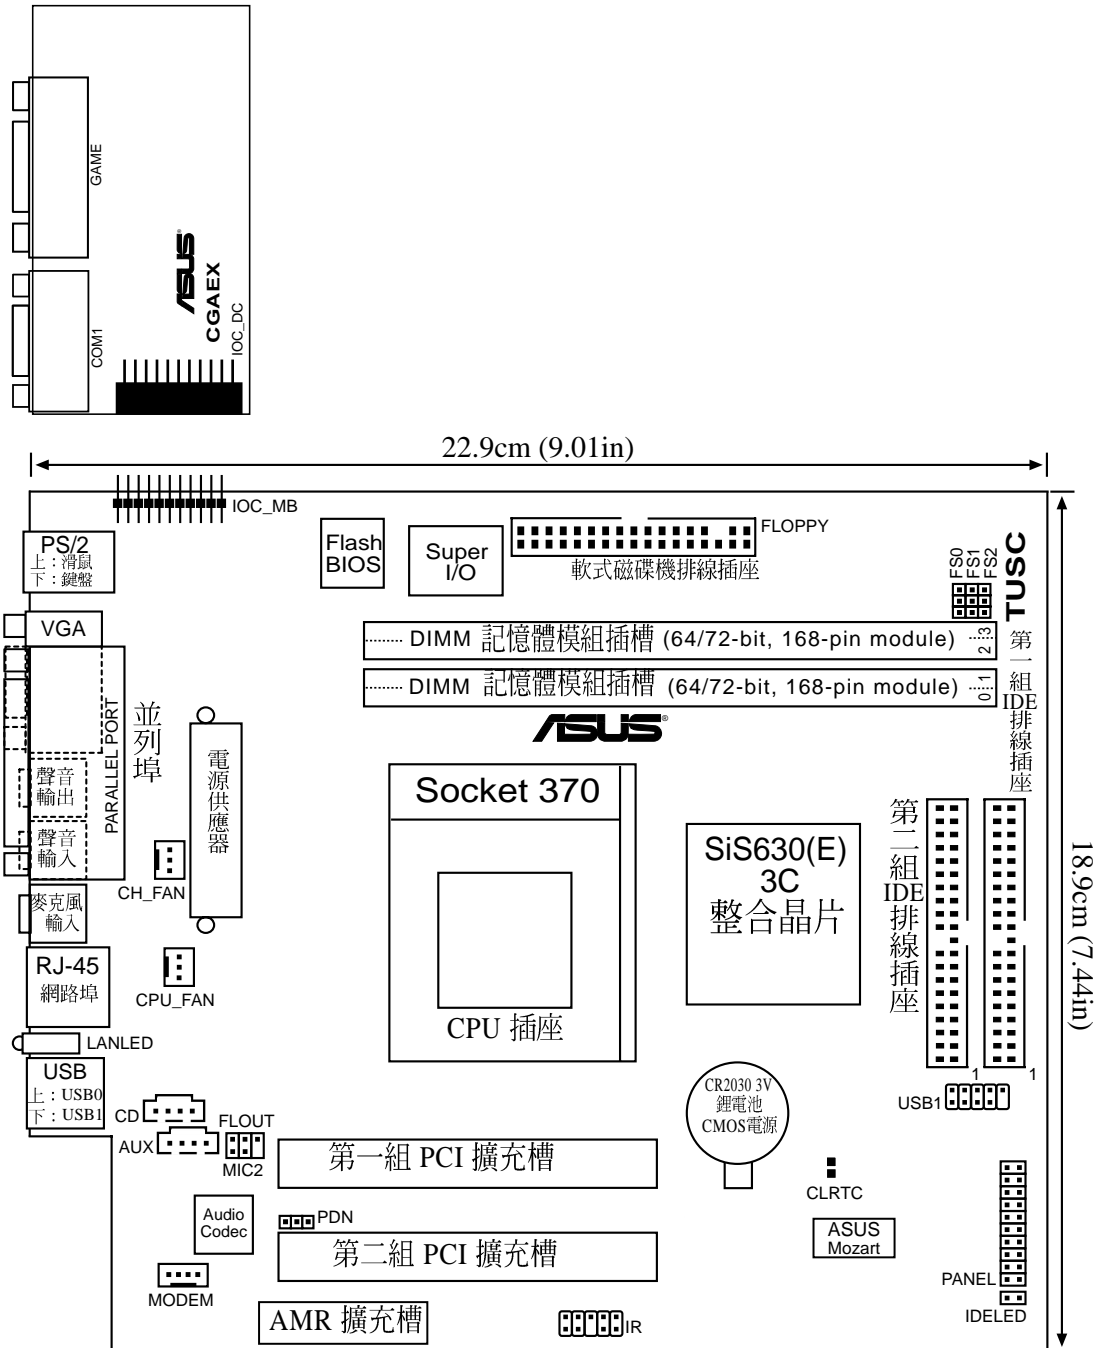 GAME
ASUS
CGAEX
IOC_DC
COM1
22.9cm (9.01in)
IOC_MB
PS/2
上：滑鼠
下：鍵盤
Flash
BIOS
Super
I/O
FLOPPY
軟式磁碟機排線插座
FS0
FS1
FS2
TUSC
VGA
DIMM 記憶體模組插槽 (64/72-bit, 168-pin module)
2 3
DIMM 記憶體模組插槽 (64/72-bit, 168-pin module)
0 1
第一組IDE排線插座
ASUS®
PARALLEL PORT
並列埠
聲音
輸出
聲音
輸入
電源供應器
CH_FAN
麥克風
輸入
Socket 370
CPU 插座
SiS630(E)
3C
整合晶片
第二組IDE排線插座
18.9cm (7.44in)
RJ-45
網路埠
CPU_FAN
LANLED
USB
上：USB0
下：USB1
CD
AUX
FLOUT
MIC2
CR2030 3V
鋰電池
CMOS電源
1
1
USB1
第一組 PCI 擴充槽
CLRTC
Audio
Codec
PDN
第二組 PCI 擴充槽
ASUS
Mozart
MODEM
PANEL
IDELED
AMR 擴充槽
IR